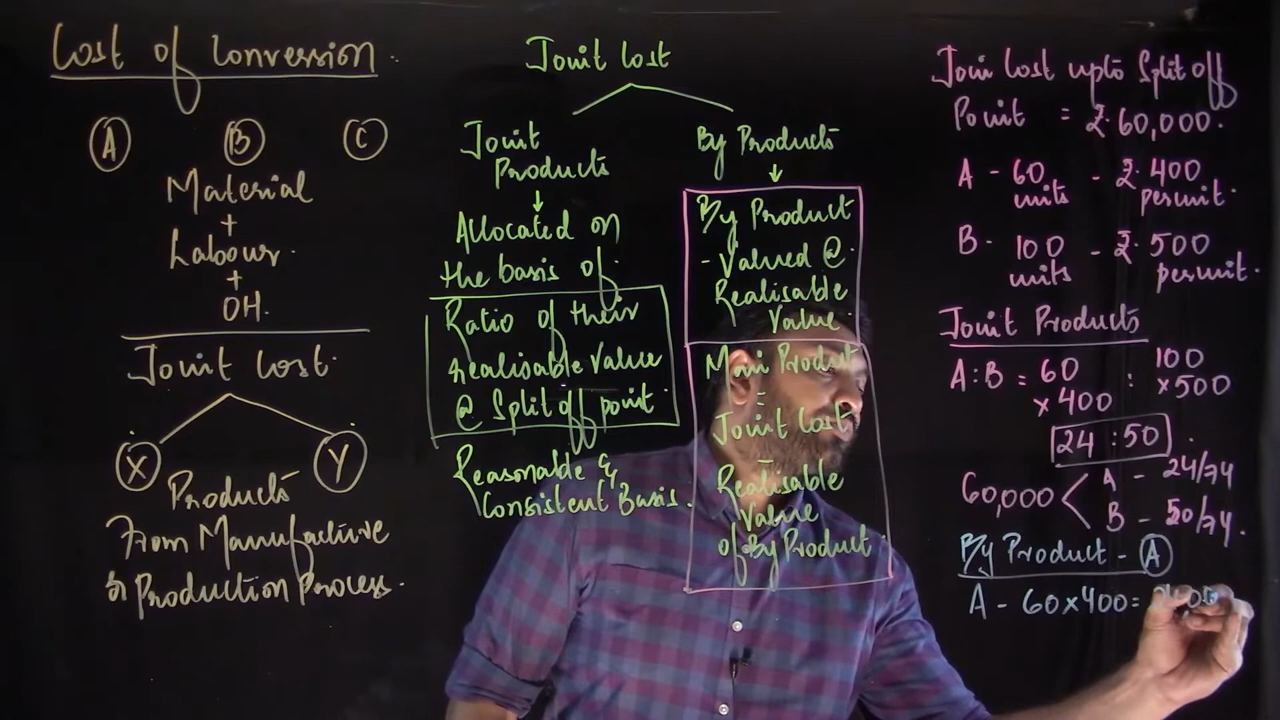 Cost of Conversion.
A B C
Material
+
Labour.
+
OH.
Joint Cost.
X Y
Products
From Manufacture
Production Process.
Joint Cost
Joint
Products
Allocated on
the basis of
Ratio of their
realisable value
@ Split off point
Reasonable &
Consistent Basis.
By Products
By Product
- Valued @
Realisable
Value
Main Product
=
Joint Cost
-
Realisable
Value
of By Product
Join Cost upto Split off
Point = ₹ 60,000.
A - 60 units - ₹ 400 per unit.
B - 100 units - ₹ 500 per unit.
Joint Products
A:B = 60 : 100
×400 ×500
24 : 50
60,000 < A - 24/74
B - 50/74.
By Product - A
A - 60×400 =